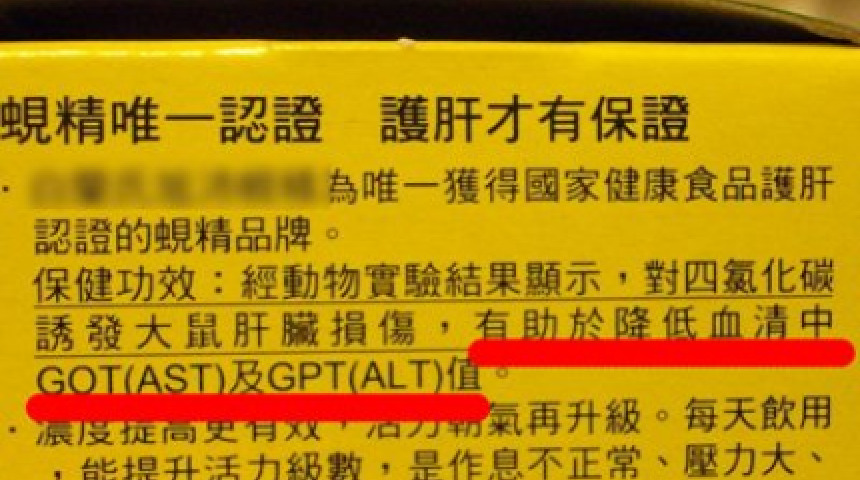 蜆精唯一認證 護肝才有保證
· 為唯一獲得國家健康食品護肝
認證的蜆精品牌。
保健功效：經動物實驗結果顯示，對四氯化碳
誘發大鼠肝臟損傷，有助於降低血清中
GOT(AST)及GPT(ALT)值。
· 濃度提高更有效，活力朝氣再升級。每天飲用
，能提升活力級數，是作息不正常、壓力大、